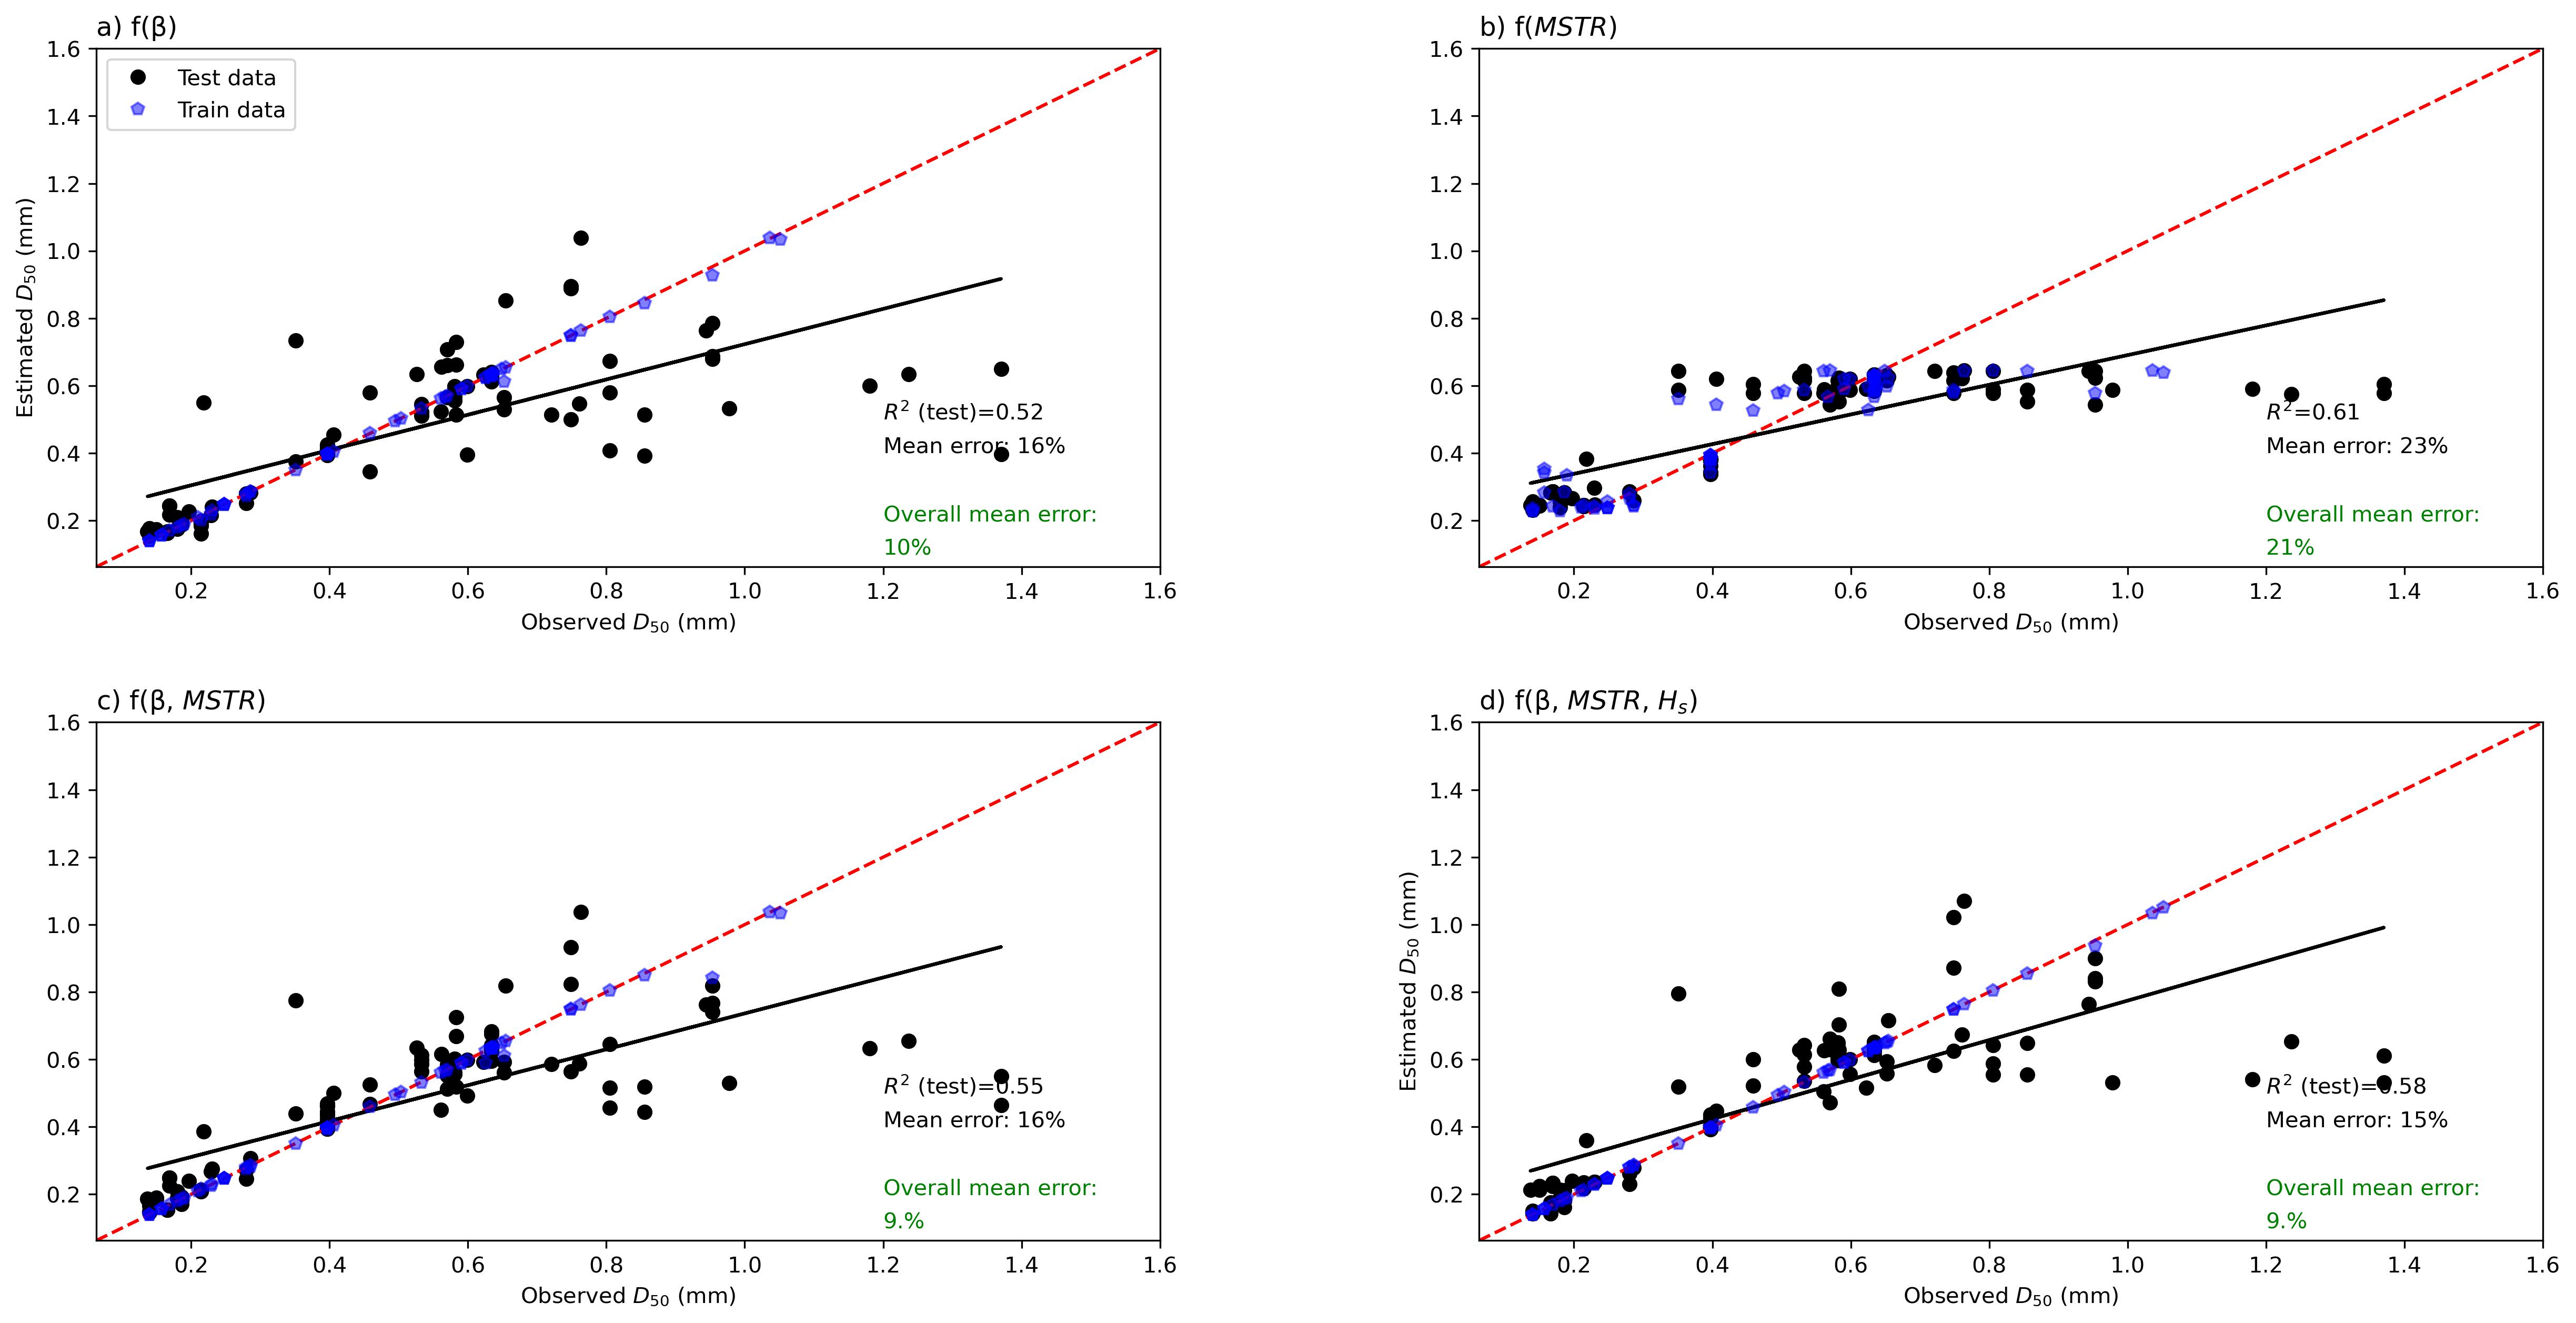 a) f(β)
1.6
1.4
1.2
1.0
0.8
0.6
0.4
0.2
Estimated D50 (mm)
Test data
Train data
R2 (test)=0.52
Mean error: 16%
Overall mean error:
10%
0.2 0.4 0.6 0.8 1.0 1.2 1.4 1.6
Observed D50 (mm)
b) f(MSTR)
1.6
1.4
1.2
1.0
0.8
0.6
0.4
0.2
R2=0.61
Mean error: 23%
Overall mean error:
21%
0.2 0.4 0.6 0.8 1.0 1.2 1.4 1.6
Observed D50 (mm)
c) f(β, MSTR)
1.6
1.4
1.2
1.0
0.8
0.6
0.4
0.2
R2 (test)=0.55
Mean error: 16%
Overall mean error:
9.%
0.2 0.4 0.6 0.8 1.0 1.2 1.4 1.6
Observed D50 (mm)
d) f(β, MSTR, Hs)
1.6
1.4
1.2
1.0
0.8
0.6
0.4
0.2
Estimated D50 (mm)
R2 (test)=0.58
Mean error: 15%
Overall mean error:
9.%
0.2 0.4 0.6 0.8 1.0 1.2 1.4 1.6
Observed D50 (mm)